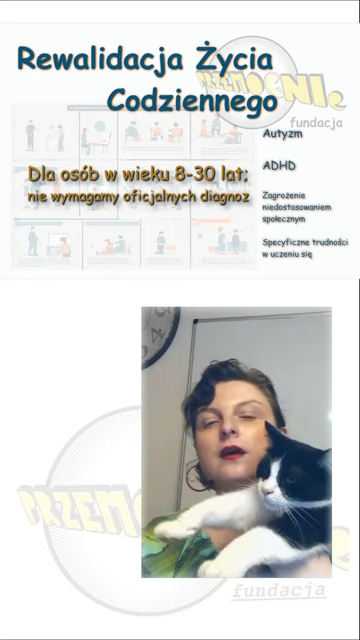 Rewalidacja Życia
Codziennego
PRZEMOCNI.
fundacja
Autyzm
ADHD
Dla osób w wieku 8-30 lat;
nie wymagamy oficjalnych diagnoz
Zagrożenie
niedostosowaniem
społecznym
Specyficzne trudności
w uczeniu się
fundacja